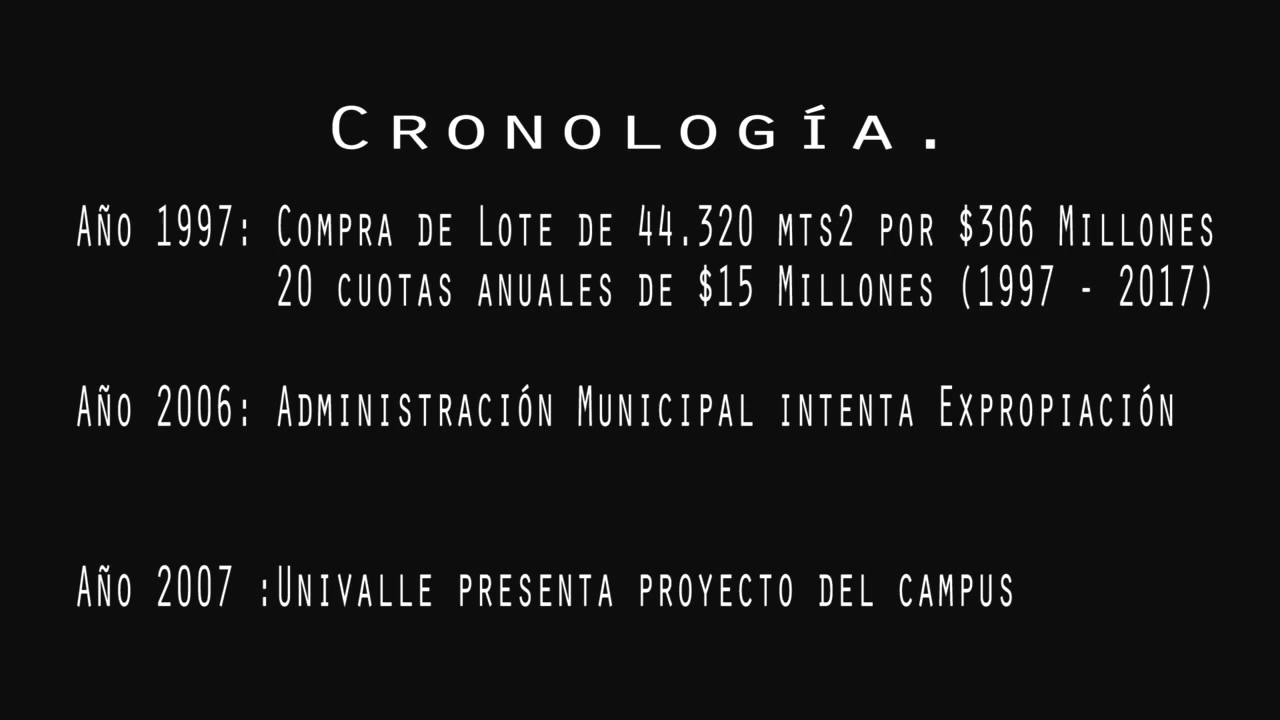 Cronología.
Año 1997: Compra de Lote de 44.320 mts2 por $306 Millones
20 cuotas anuales de $15 Millones (1997 - 2017)
Año 2006: Administración Municipal intenta Expropiación
Año 2007 :Univalle presenta proyecto del campus